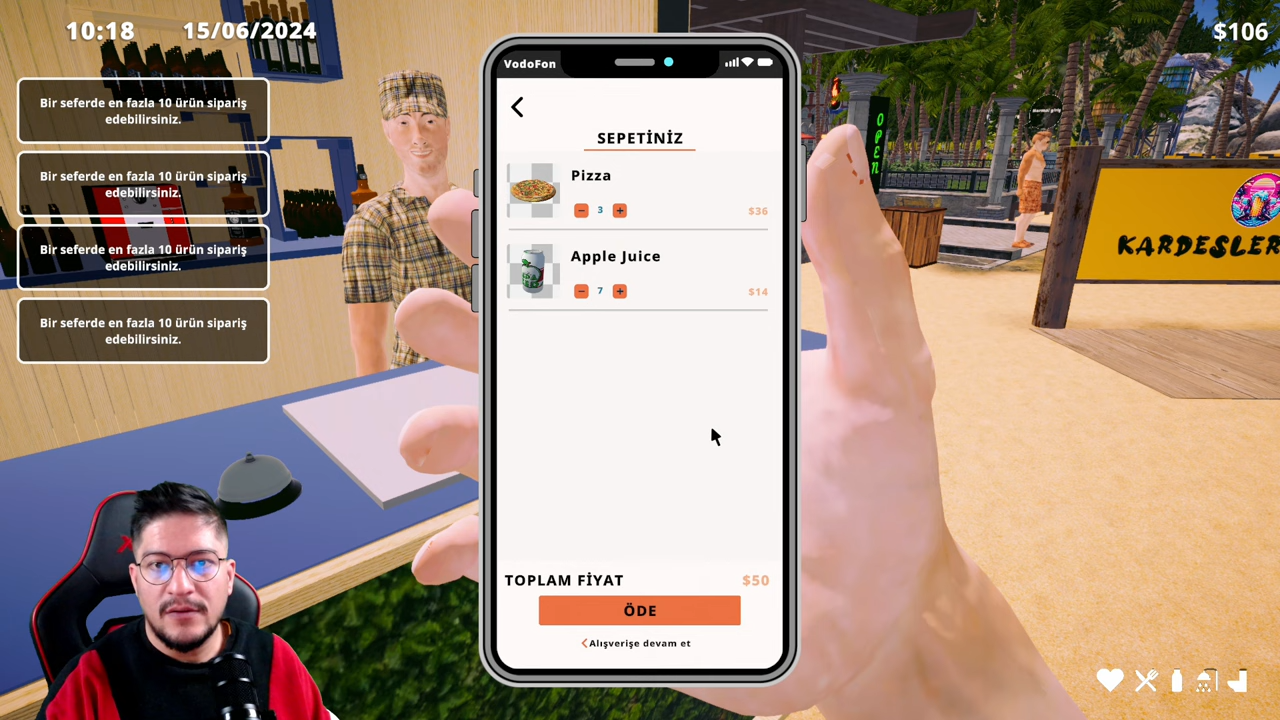 10:18
15/06/2024
$106
Bir seferde en fazla 10 ürün sipariş
edebilirsiniz.
Bir seferde en fazla 10 ürün sipariş
edebilirsiniz.
Bir seferde en fazla 10 ürün sipariş
edebilirsiniz.
Bir seferde en fazla 10 ürün sipariş
edebilirsiniz.
VodoFon
SEPETİNİZ
Pizza
3
$36
Apple Juice
7
$14
TOPLAM FİYAT
$50
ÖDE
Alışverişe devam et
OPEN
KARDESLER